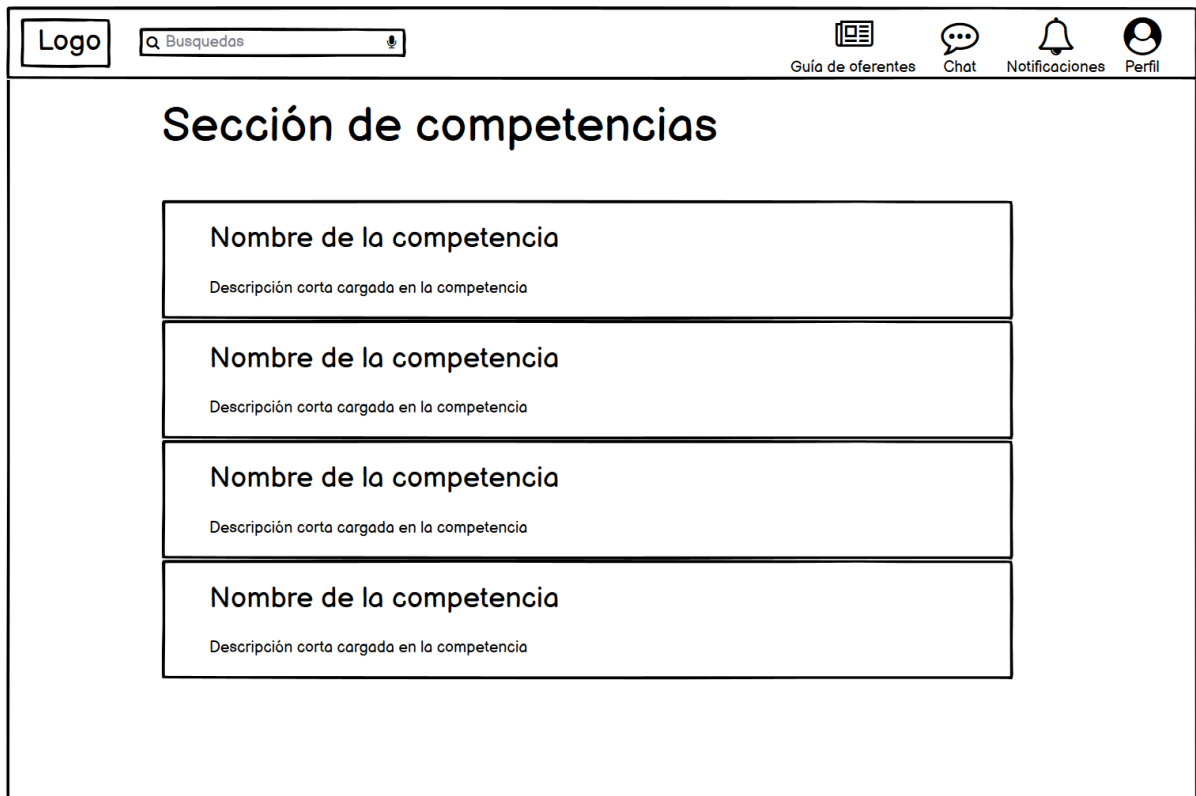 Logo
Busquedas
Guía de oferentes
Chat
Notificaciones
Perfil
Sección de competencias
Nombre de la competencia
Descripción corta cargada en la competencia
Nombre de la competencia
Descripción corta cargada en la competencia
Nombre de la competencia
Descripción corta cargada en la competencia
Nombre de la competencia
Descripción corta cargada en la competencia